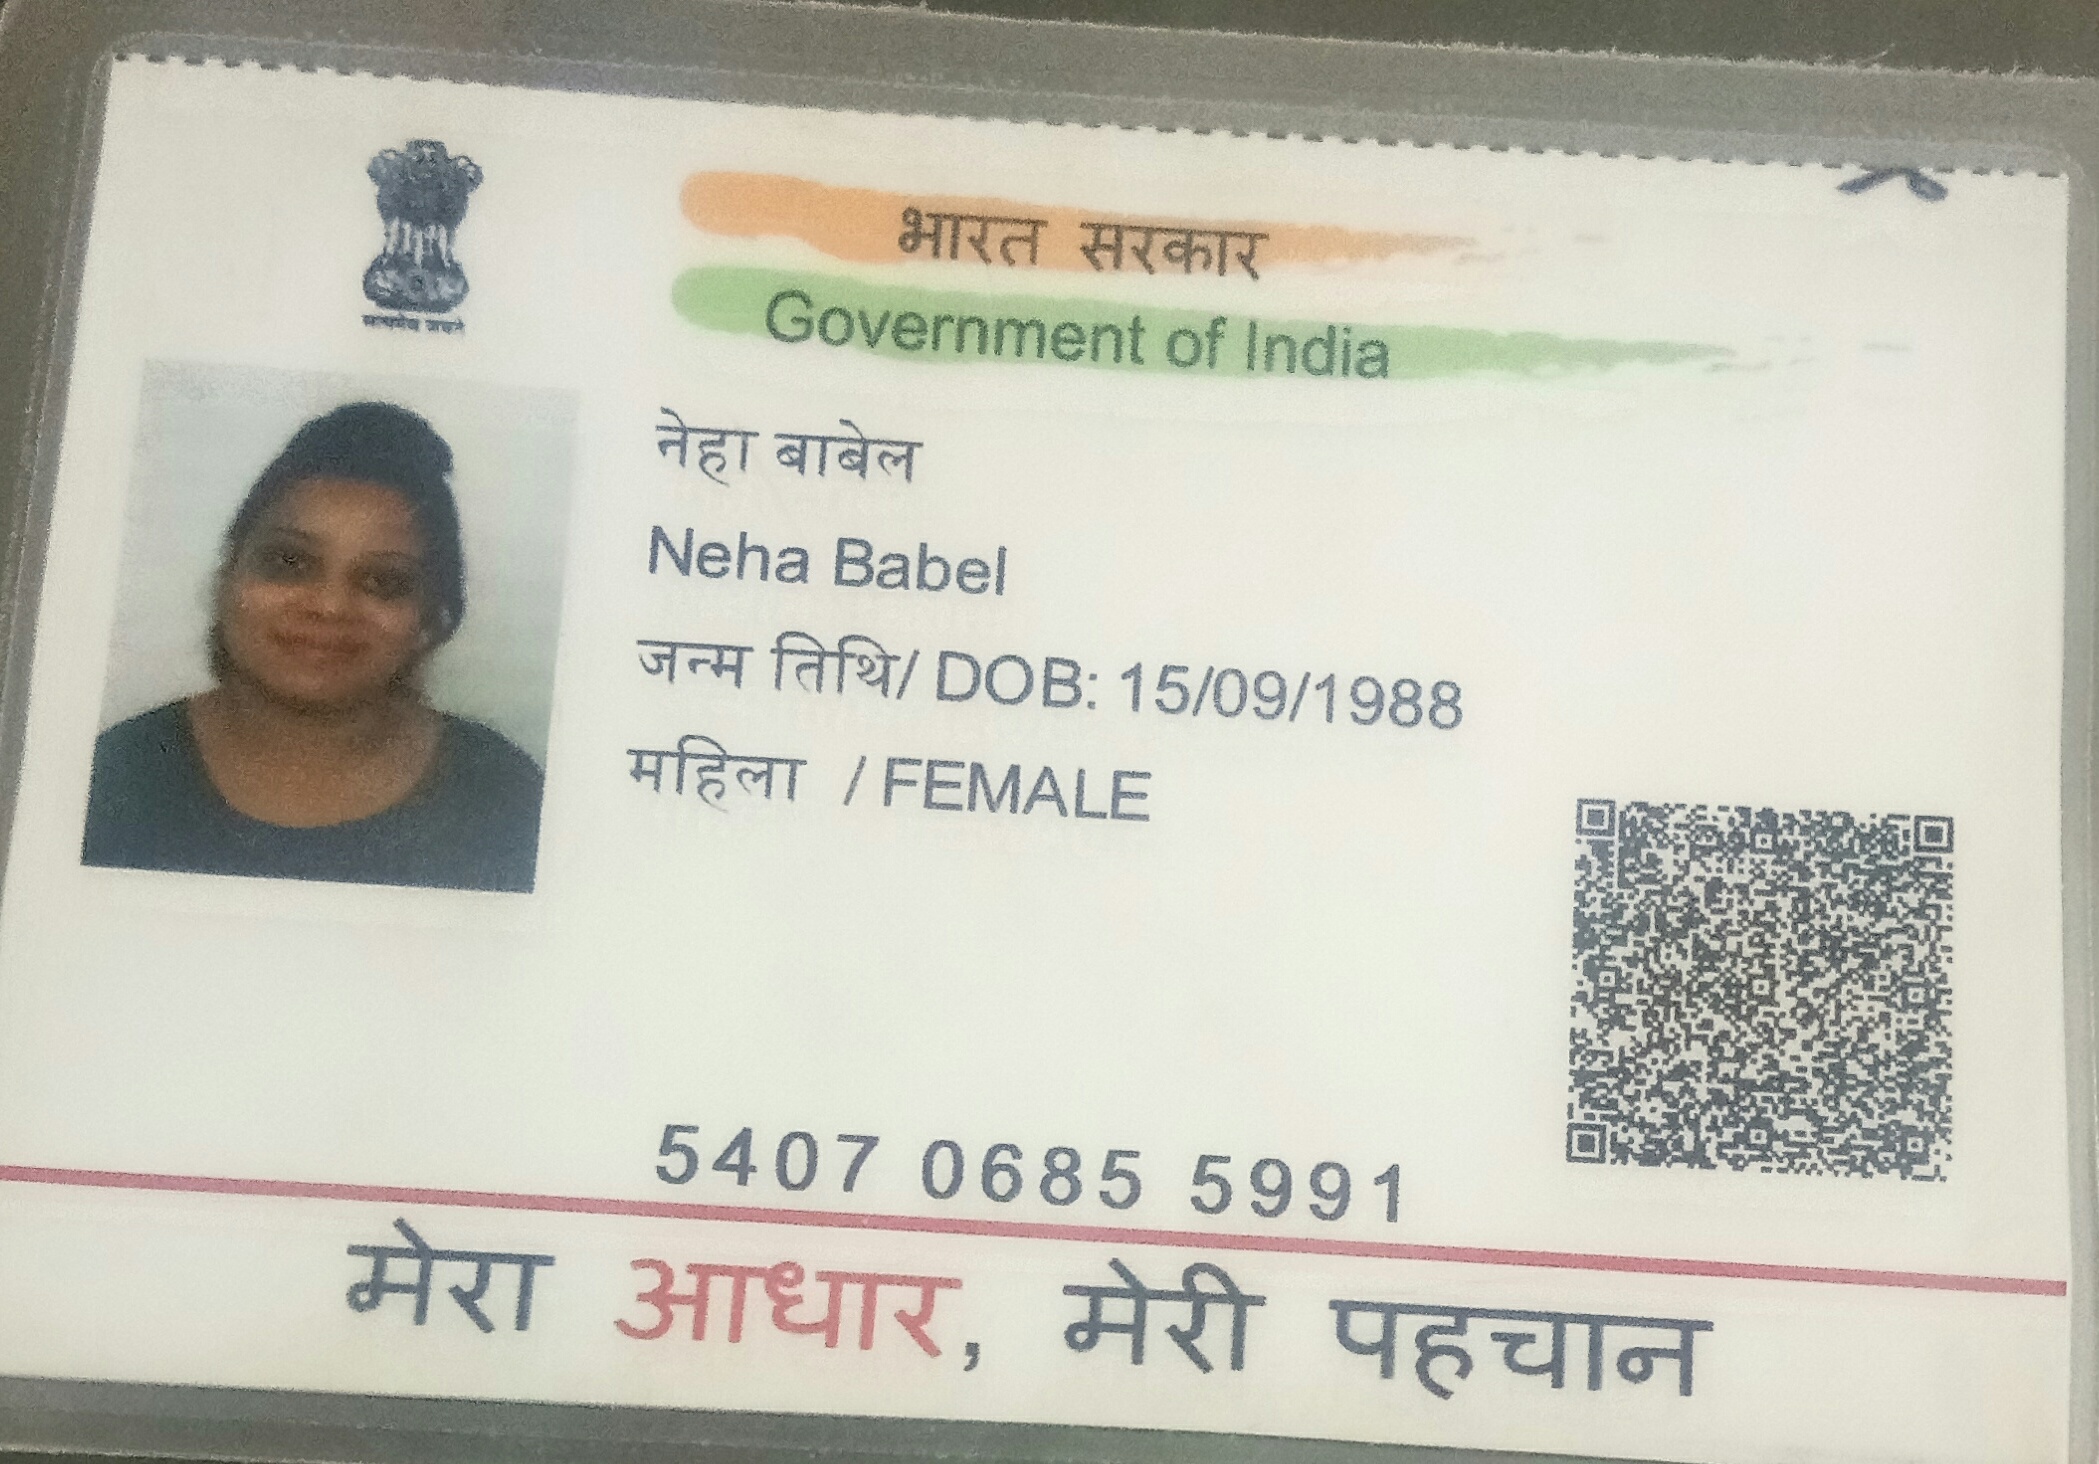 सत्यमेव जयते
भारत सरकार
Government of India
नेहा बाबेल
Neha Babel
जन्म तिथि/ DOB: 15/09/1988
महिला / FEMALE
5407 0685 5991
मेरा आधार, मेरी पहचान